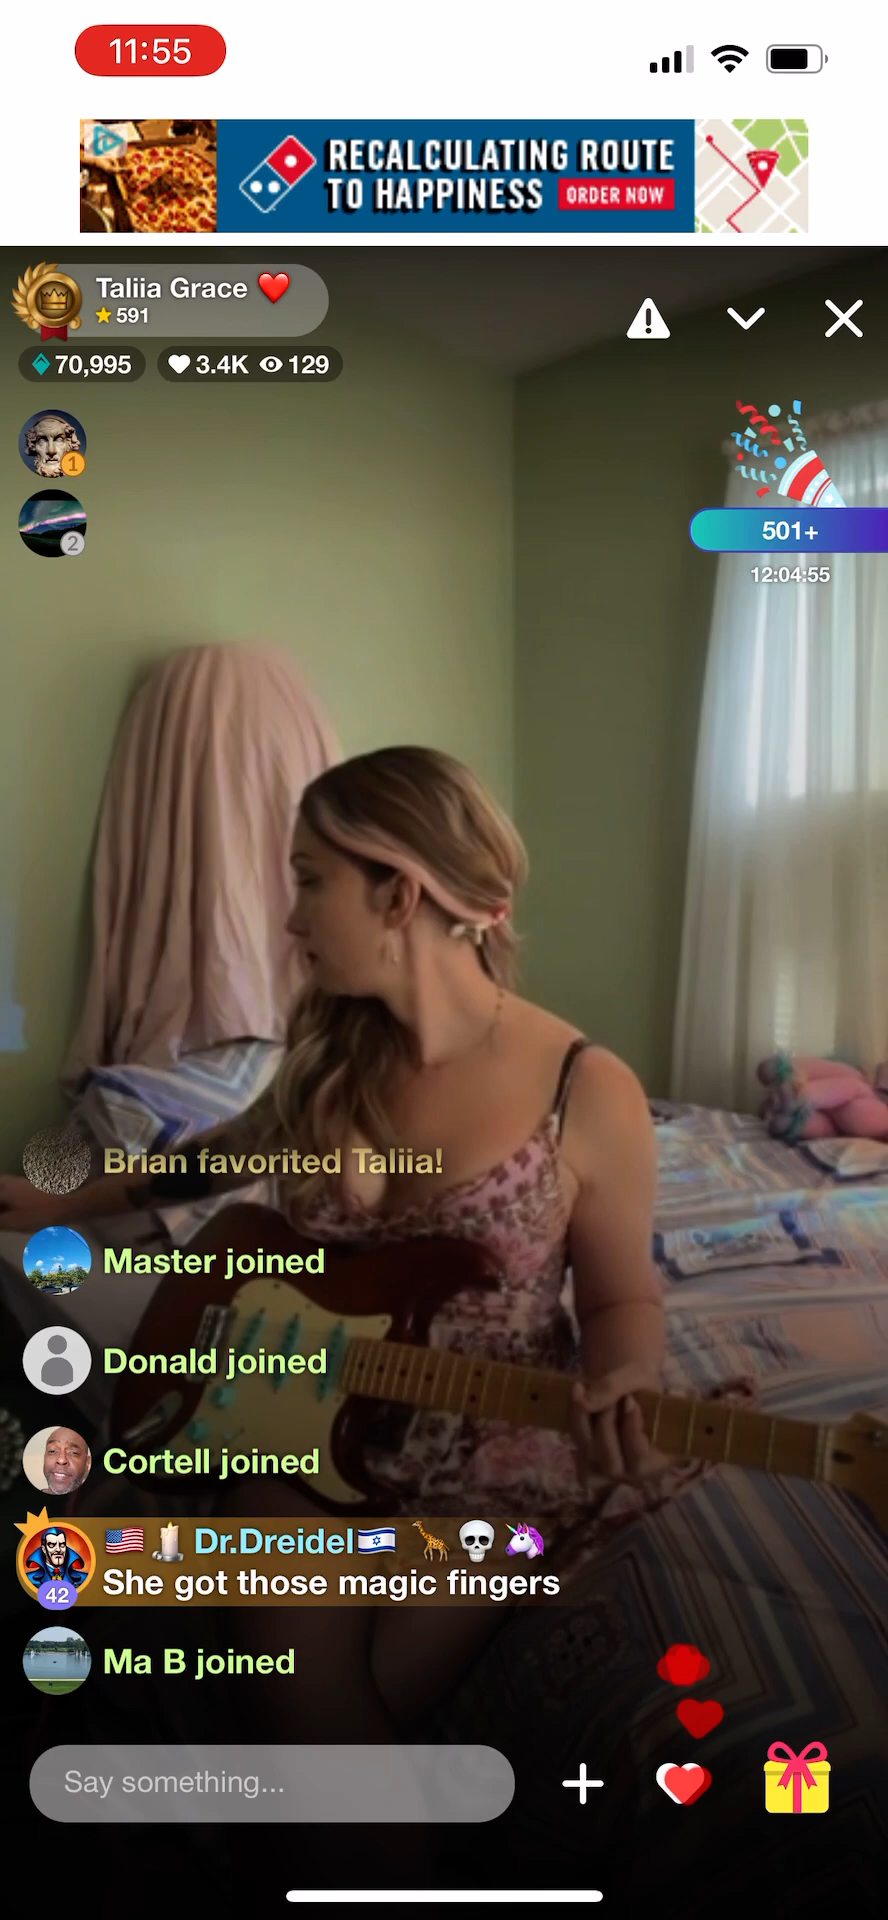 11:55
RECALCULATING ROUTE
TO HAPPINESS ORDER NOW
Taliia Grace ❤️
591
70,995 3.4K 129
1
2
501+
12:04:55
Brian favorited Taliia!
Master joined
Donald joined
Cortell joined
🇺🇸🕯️ Dr.Dreidel🇮🇱 🦒💀🦄
42
She got those magic fingers
Ma B joined
Say something...